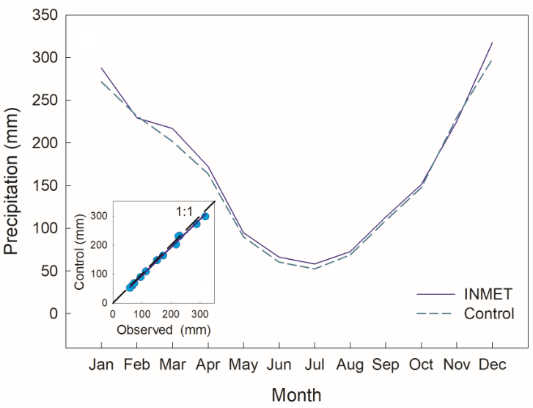 350
300
250
200
150
100
50
0
Precipitation (mm)
Jan Feb Mar Apr May Jun Jul Aug Sep Oct Nov Dec
Month
INMET
Control
1:1
300
200
100
0
Control (mm)
0 100 200 300
Observed (mm)